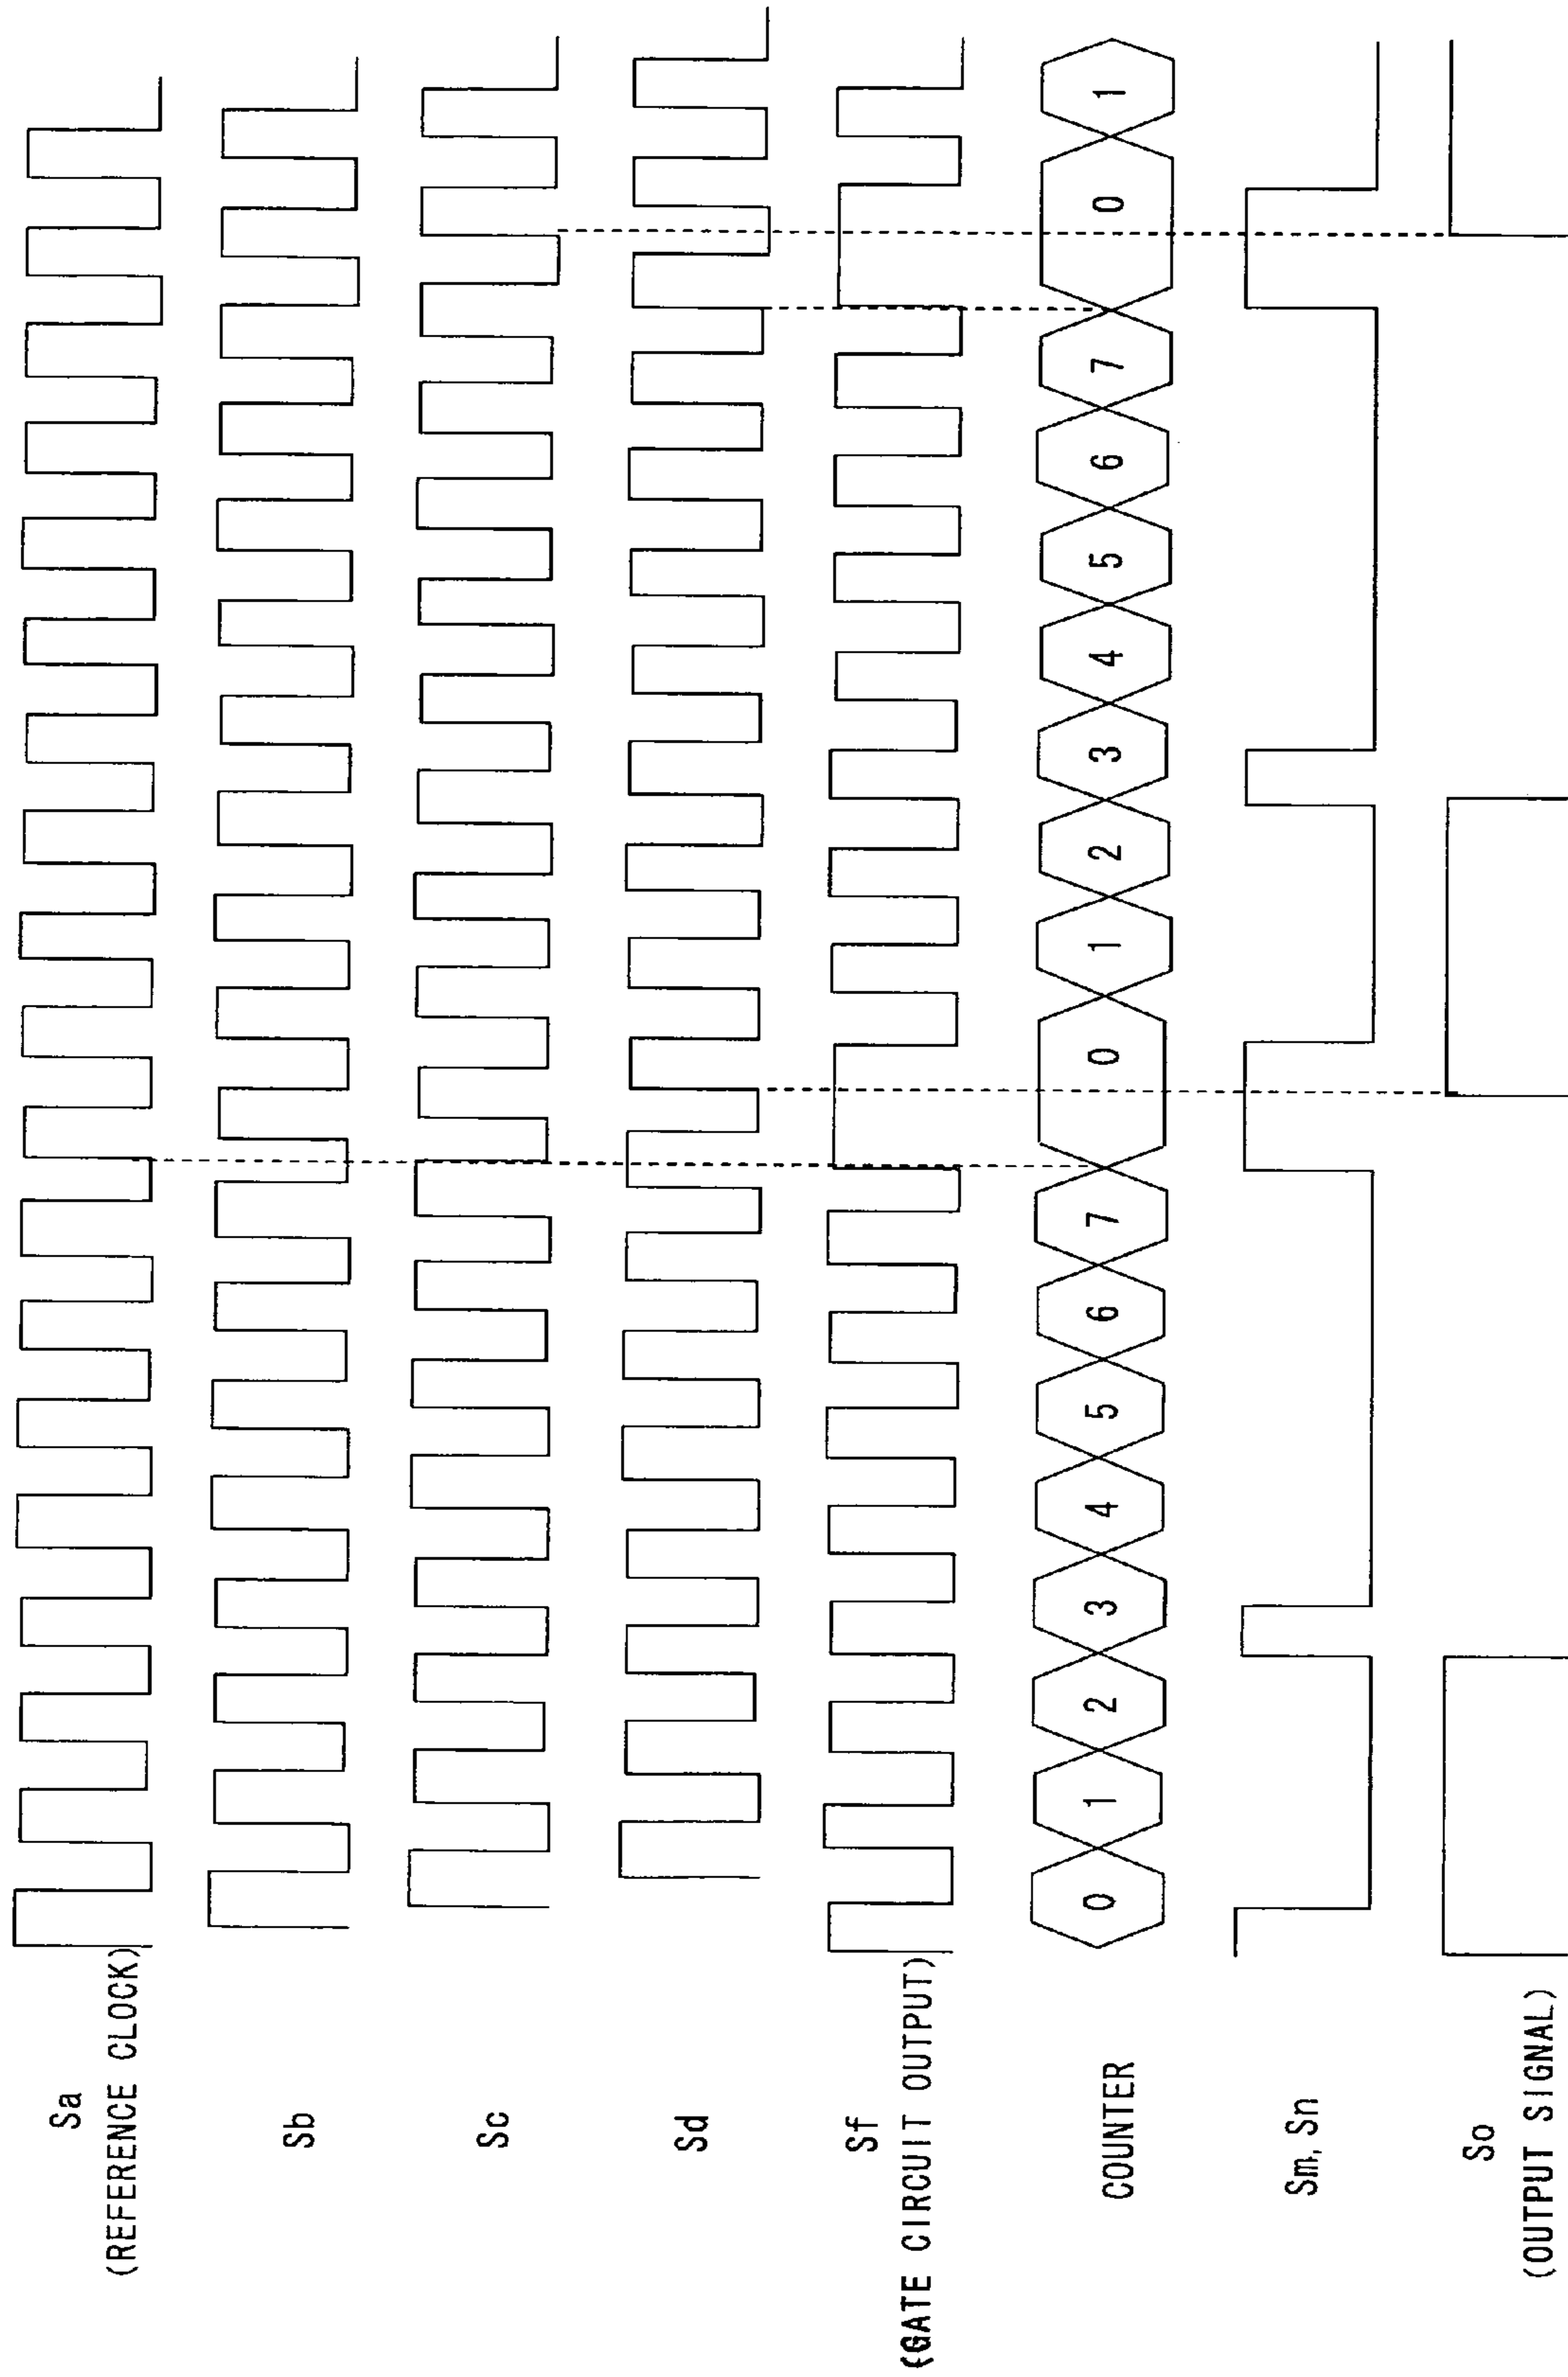 Sa
(REFERENCE CLOCK)
Sb
Sc
Sd
Sf
(GATE CIRCUIT OUTPUT)
COUNTER
0 1 2 3 4 5 6 7 0 1 2 3 4 5 6 7 0 1
Sm, Sn
So
(OUTPUT SIGNAL)